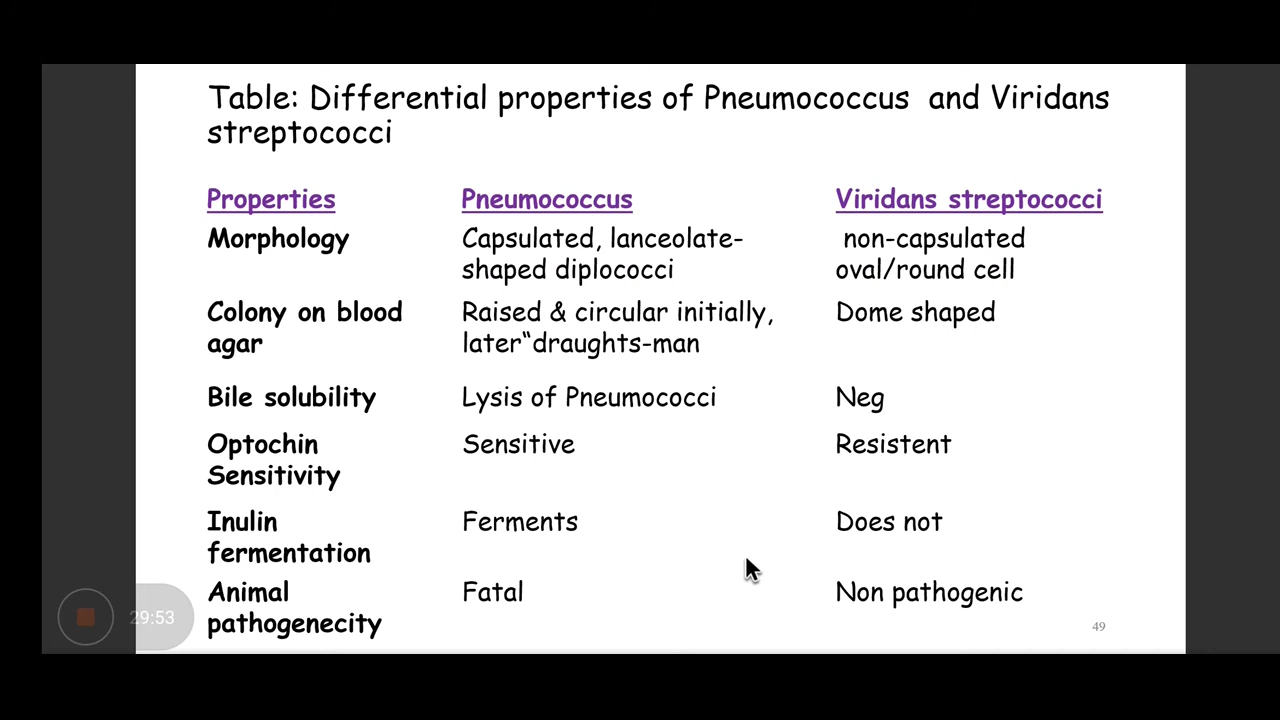 Table: Differential properties of Pneumococcus and Viridans
streptococci
Properties Pneumococcus Viridans streptococci
Morphology Capsulated, lanceolate- non-capsulated
shaped diplococci oval/round cell
Colony on blood Raised & circular initially, Dome shaped
agar later“draughts-man
Bile solubility Lysis of Pneumococci Neg
Optochin Sensitive Resistent
Sensitivity
Inulin Ferments Does not
fermentation
Animal Fatal Non pathogenic
pathogenecity
29:53
49